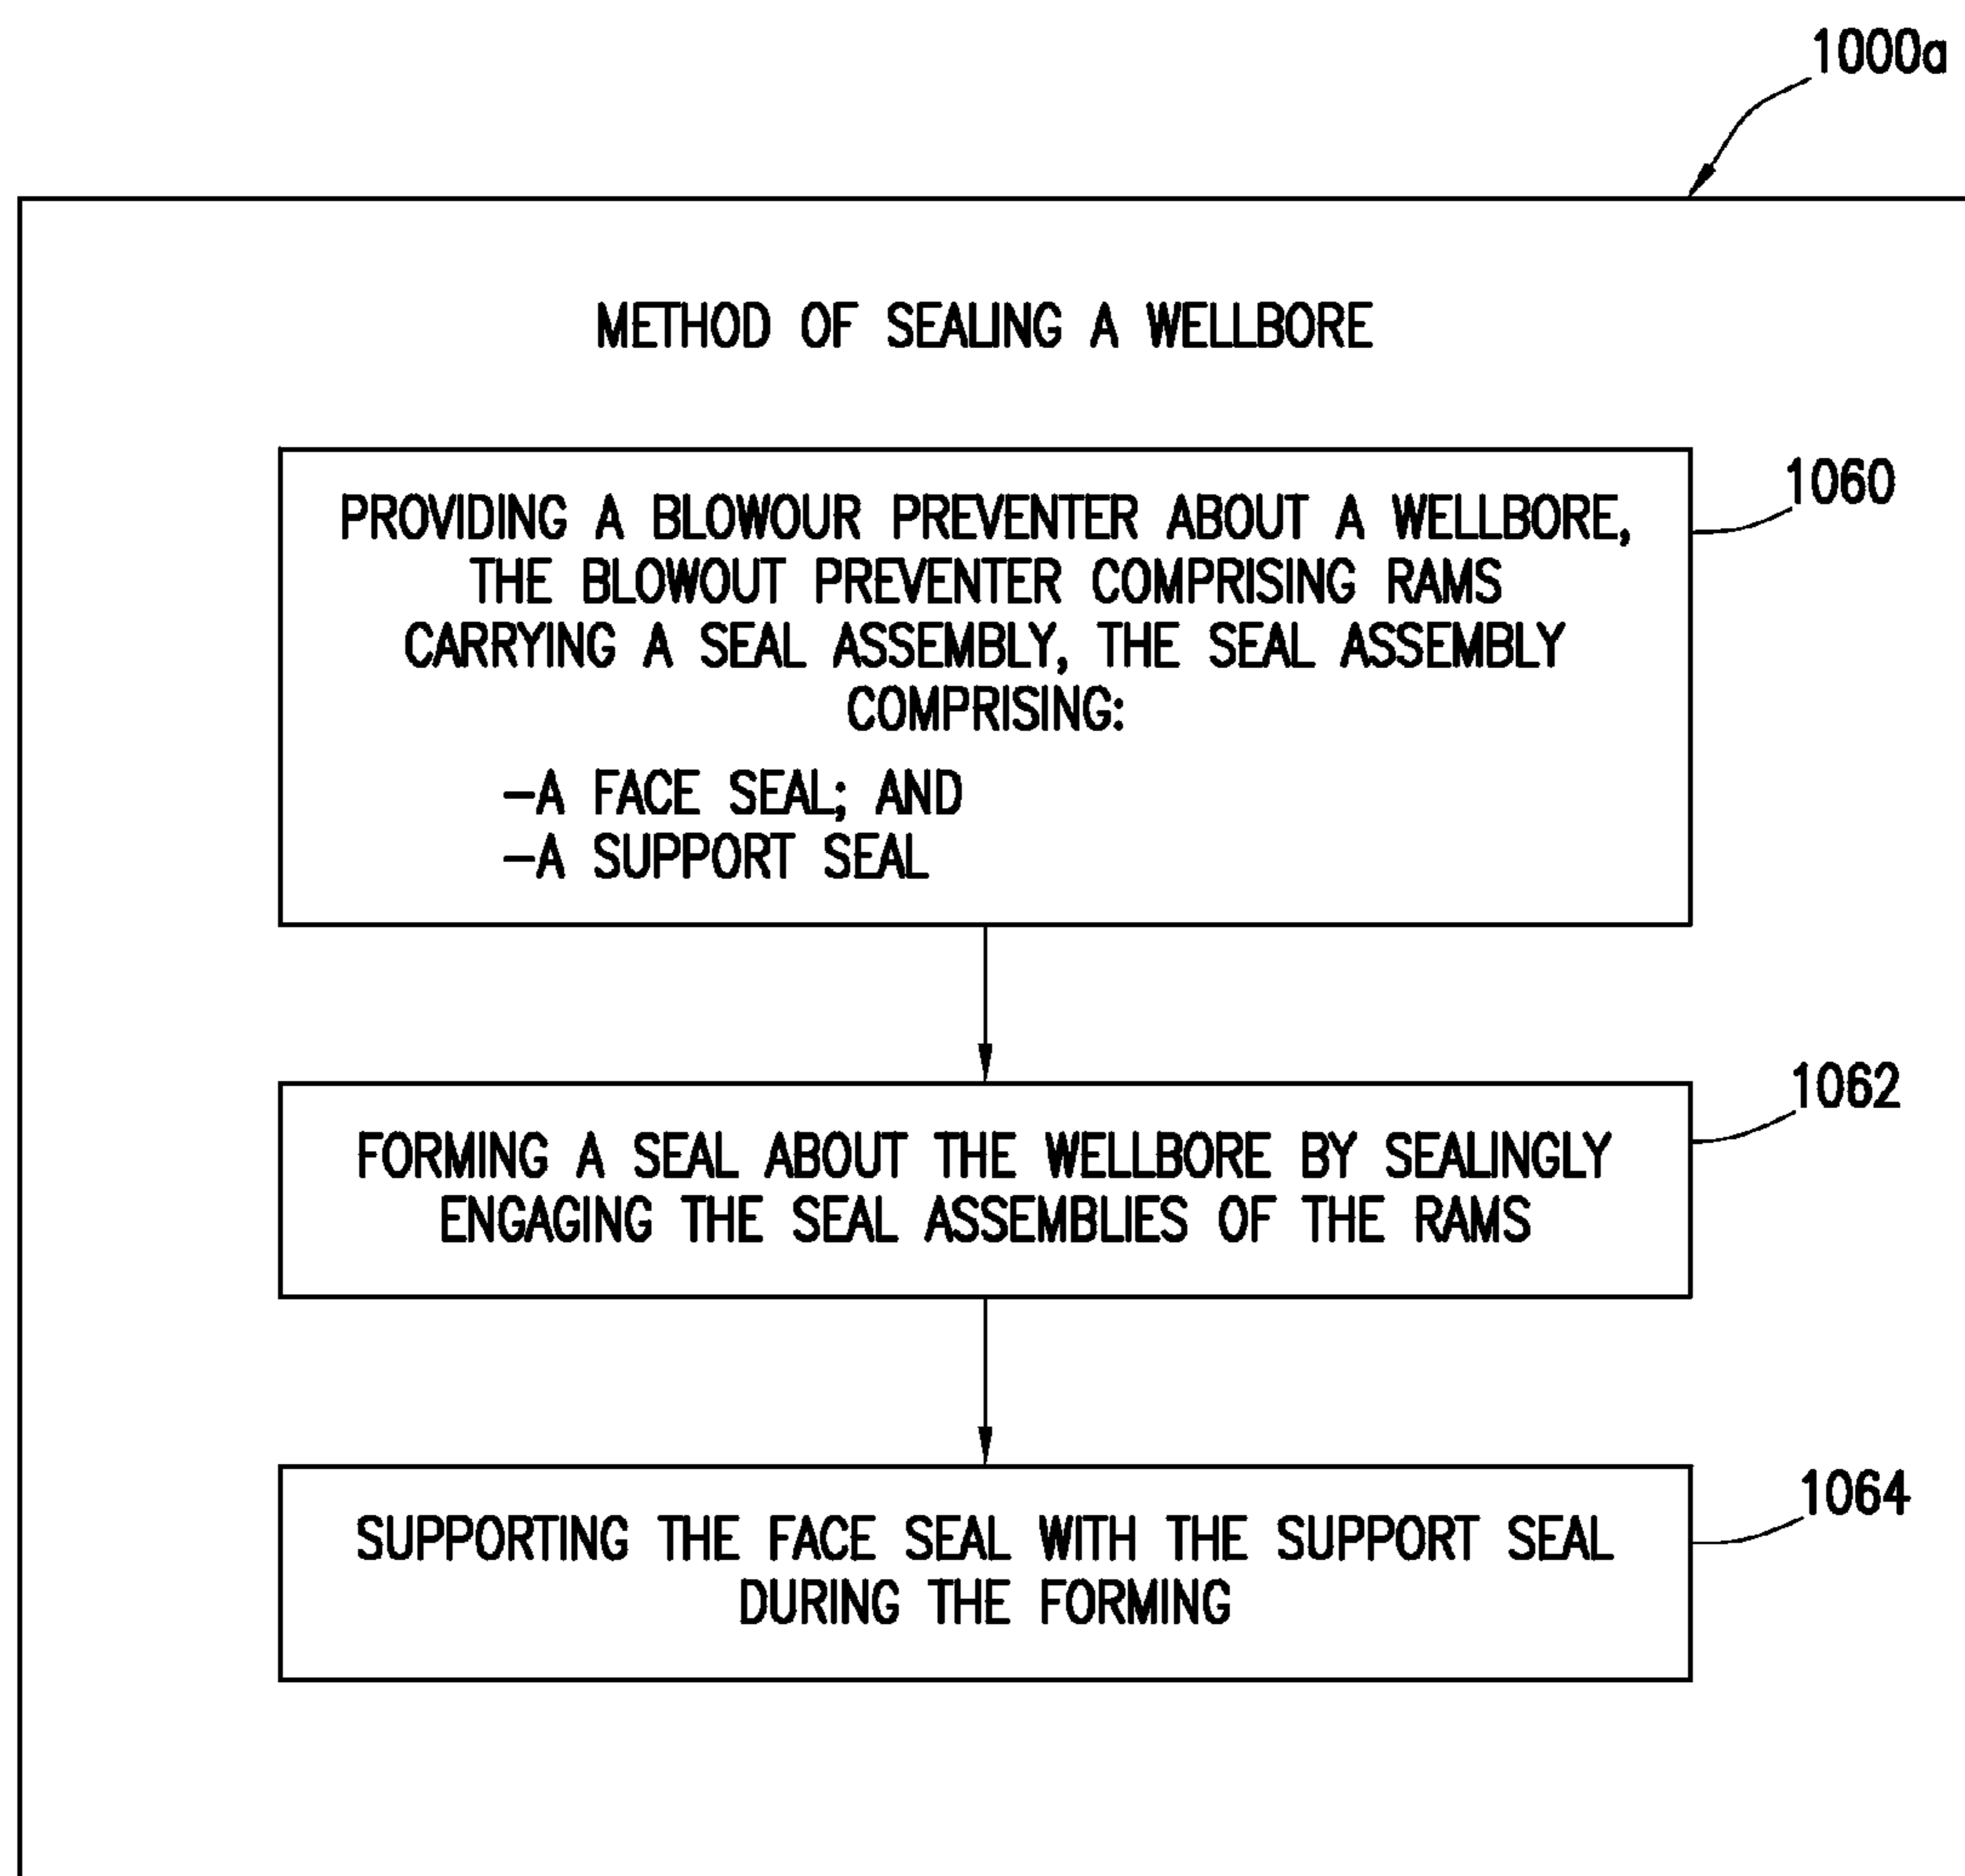 1000a
METHOD OF SEALING A WELLBORE
1060
PROVIDING A BLOWOUR PREVENTER ABOUT A WELLBORE,
THE BLOWOUT PREVENTER COMPRISING RAMS
CARRYING A SEAL ASSEMBLY, THE SEAL ASSEMBLY
COMPRISING:
-A FACE SEAL; AND
-A SUPPORT SEAL
1062
FORMING A SEAL ABOUT THE WELLBORE BY SEALINGLY
ENGAGING THE SEAL ASSEMBLIES OF THE RAMS
1064
SUPPORTING THE FACE SEAL WITH THE SUPPORT SEAL
DURING THE FORMING